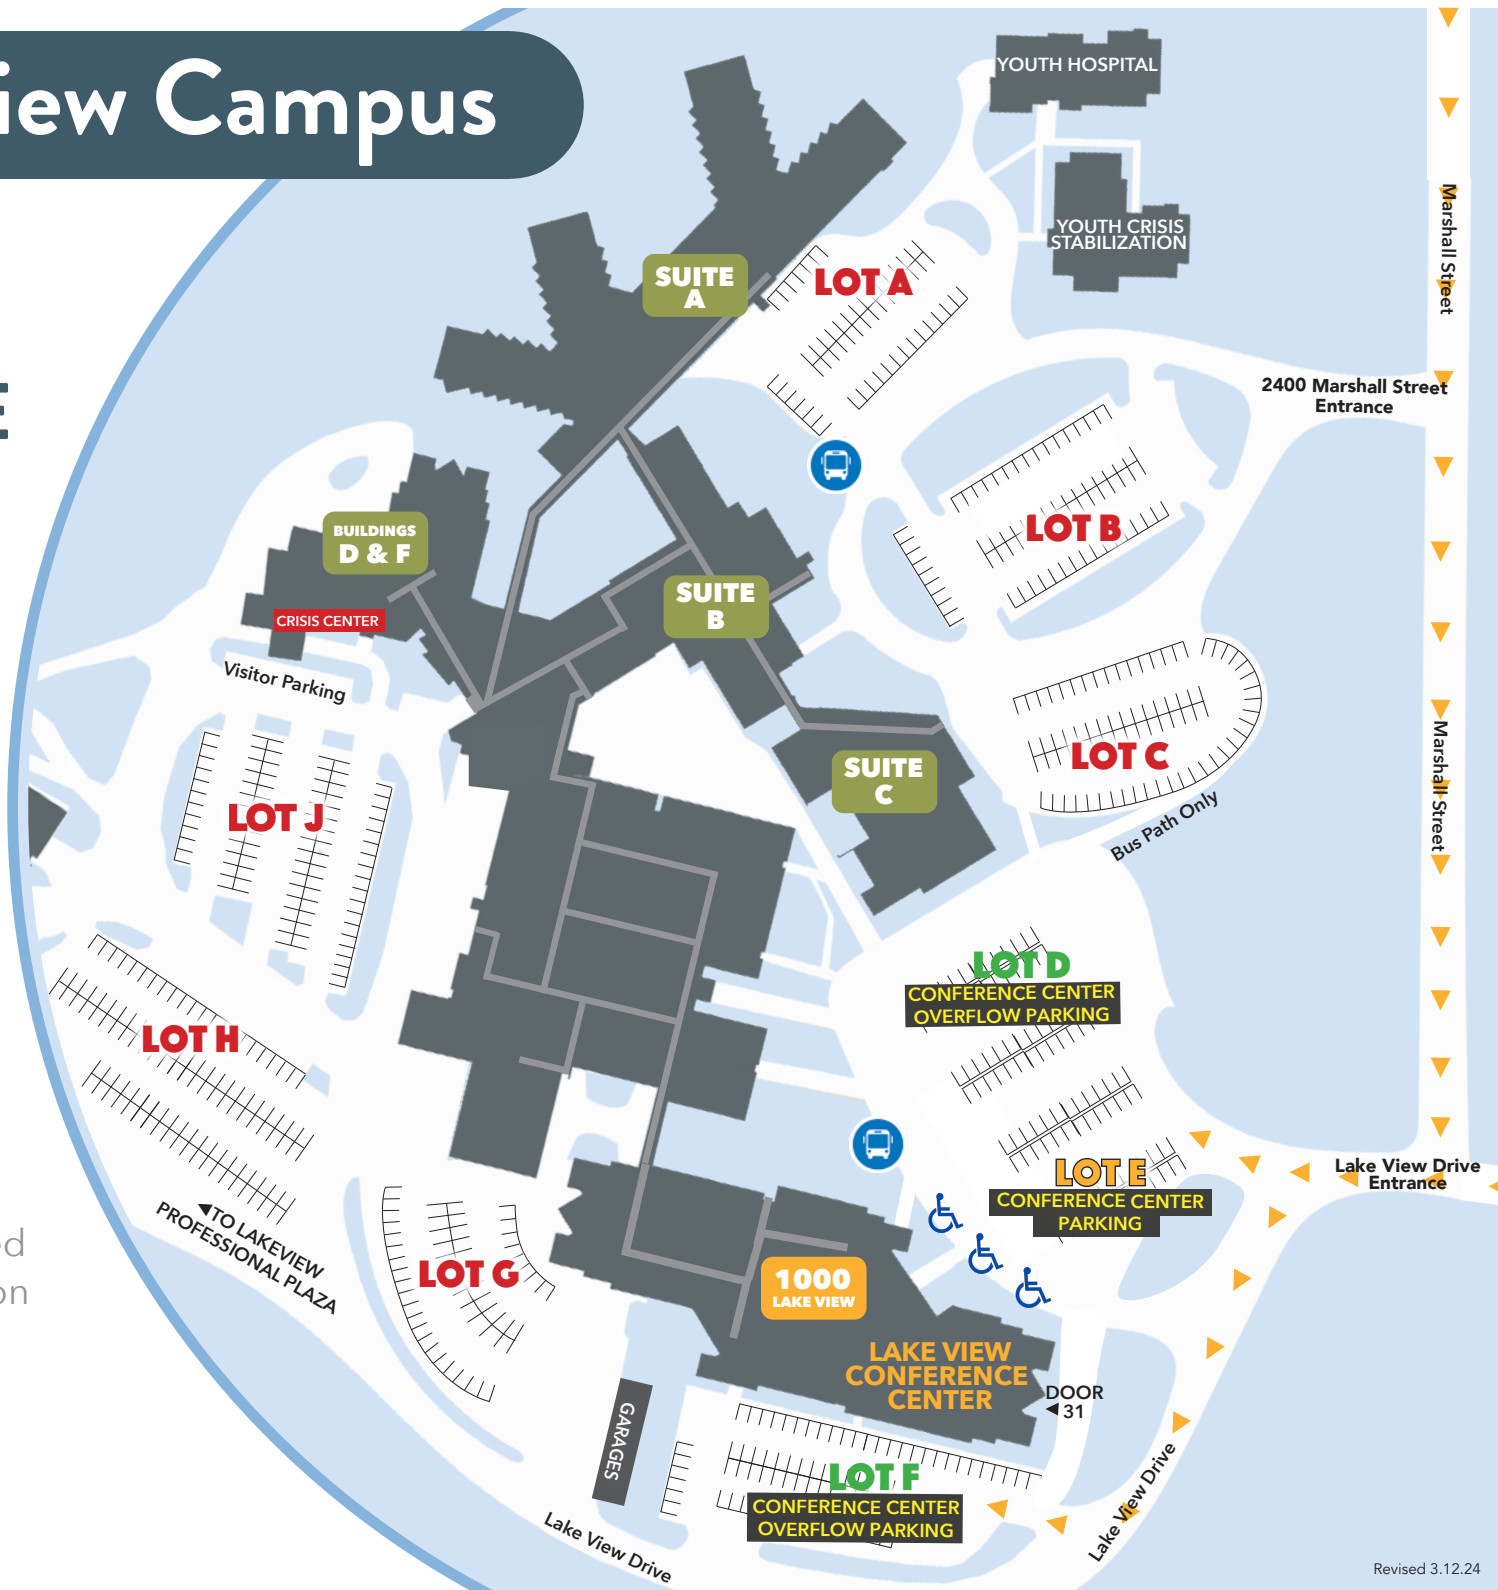 iew Campus
YOUTH HOSPITAL
YOUTH CRISIS
STABILIZATION
Marshall Street
SUITE
A
LOT A
2400 Marshall Street
Entrance
E
BUILDINGS
D & F
LOT B
SUITE
B
CRISIS CENTER
Visitor Parking
Marshall Street
LOT C
SUITE
C
LOT J
Bus Path Only
LOT D
CONFERENCE CENTER
OVERFLOW PARKING
LOT H
Lake View Drive
Entrance
LOT E
CONFERENCE CENTER
PARKING
TO LAKEVIEW
PROFESSIONAL PLAZA
ed
on
LOT G
1000
LAKE VIEW
LAKE VIEW
CONFERENCE
CENTER
DOOR
31
GARAGES
LOT F
CONFERENCE CENTER
OVERFLOW PARKING
Lake View Drive
Lake View Drive
Revised 3.12.24